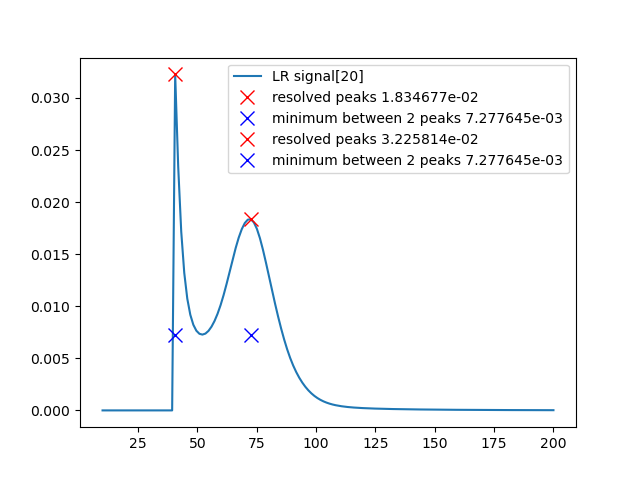 LR signal[20]
resolved peaks 1.834677e-02
minimum between 2 peaks 7.277645e-03
resolved peaks 3.225814e-02
minimum between 2 peaks 7.277645e-03
0.030
0.025
0.020
0.015
0.010
0.005
0.000
25 50 75 100 125 150 175 200